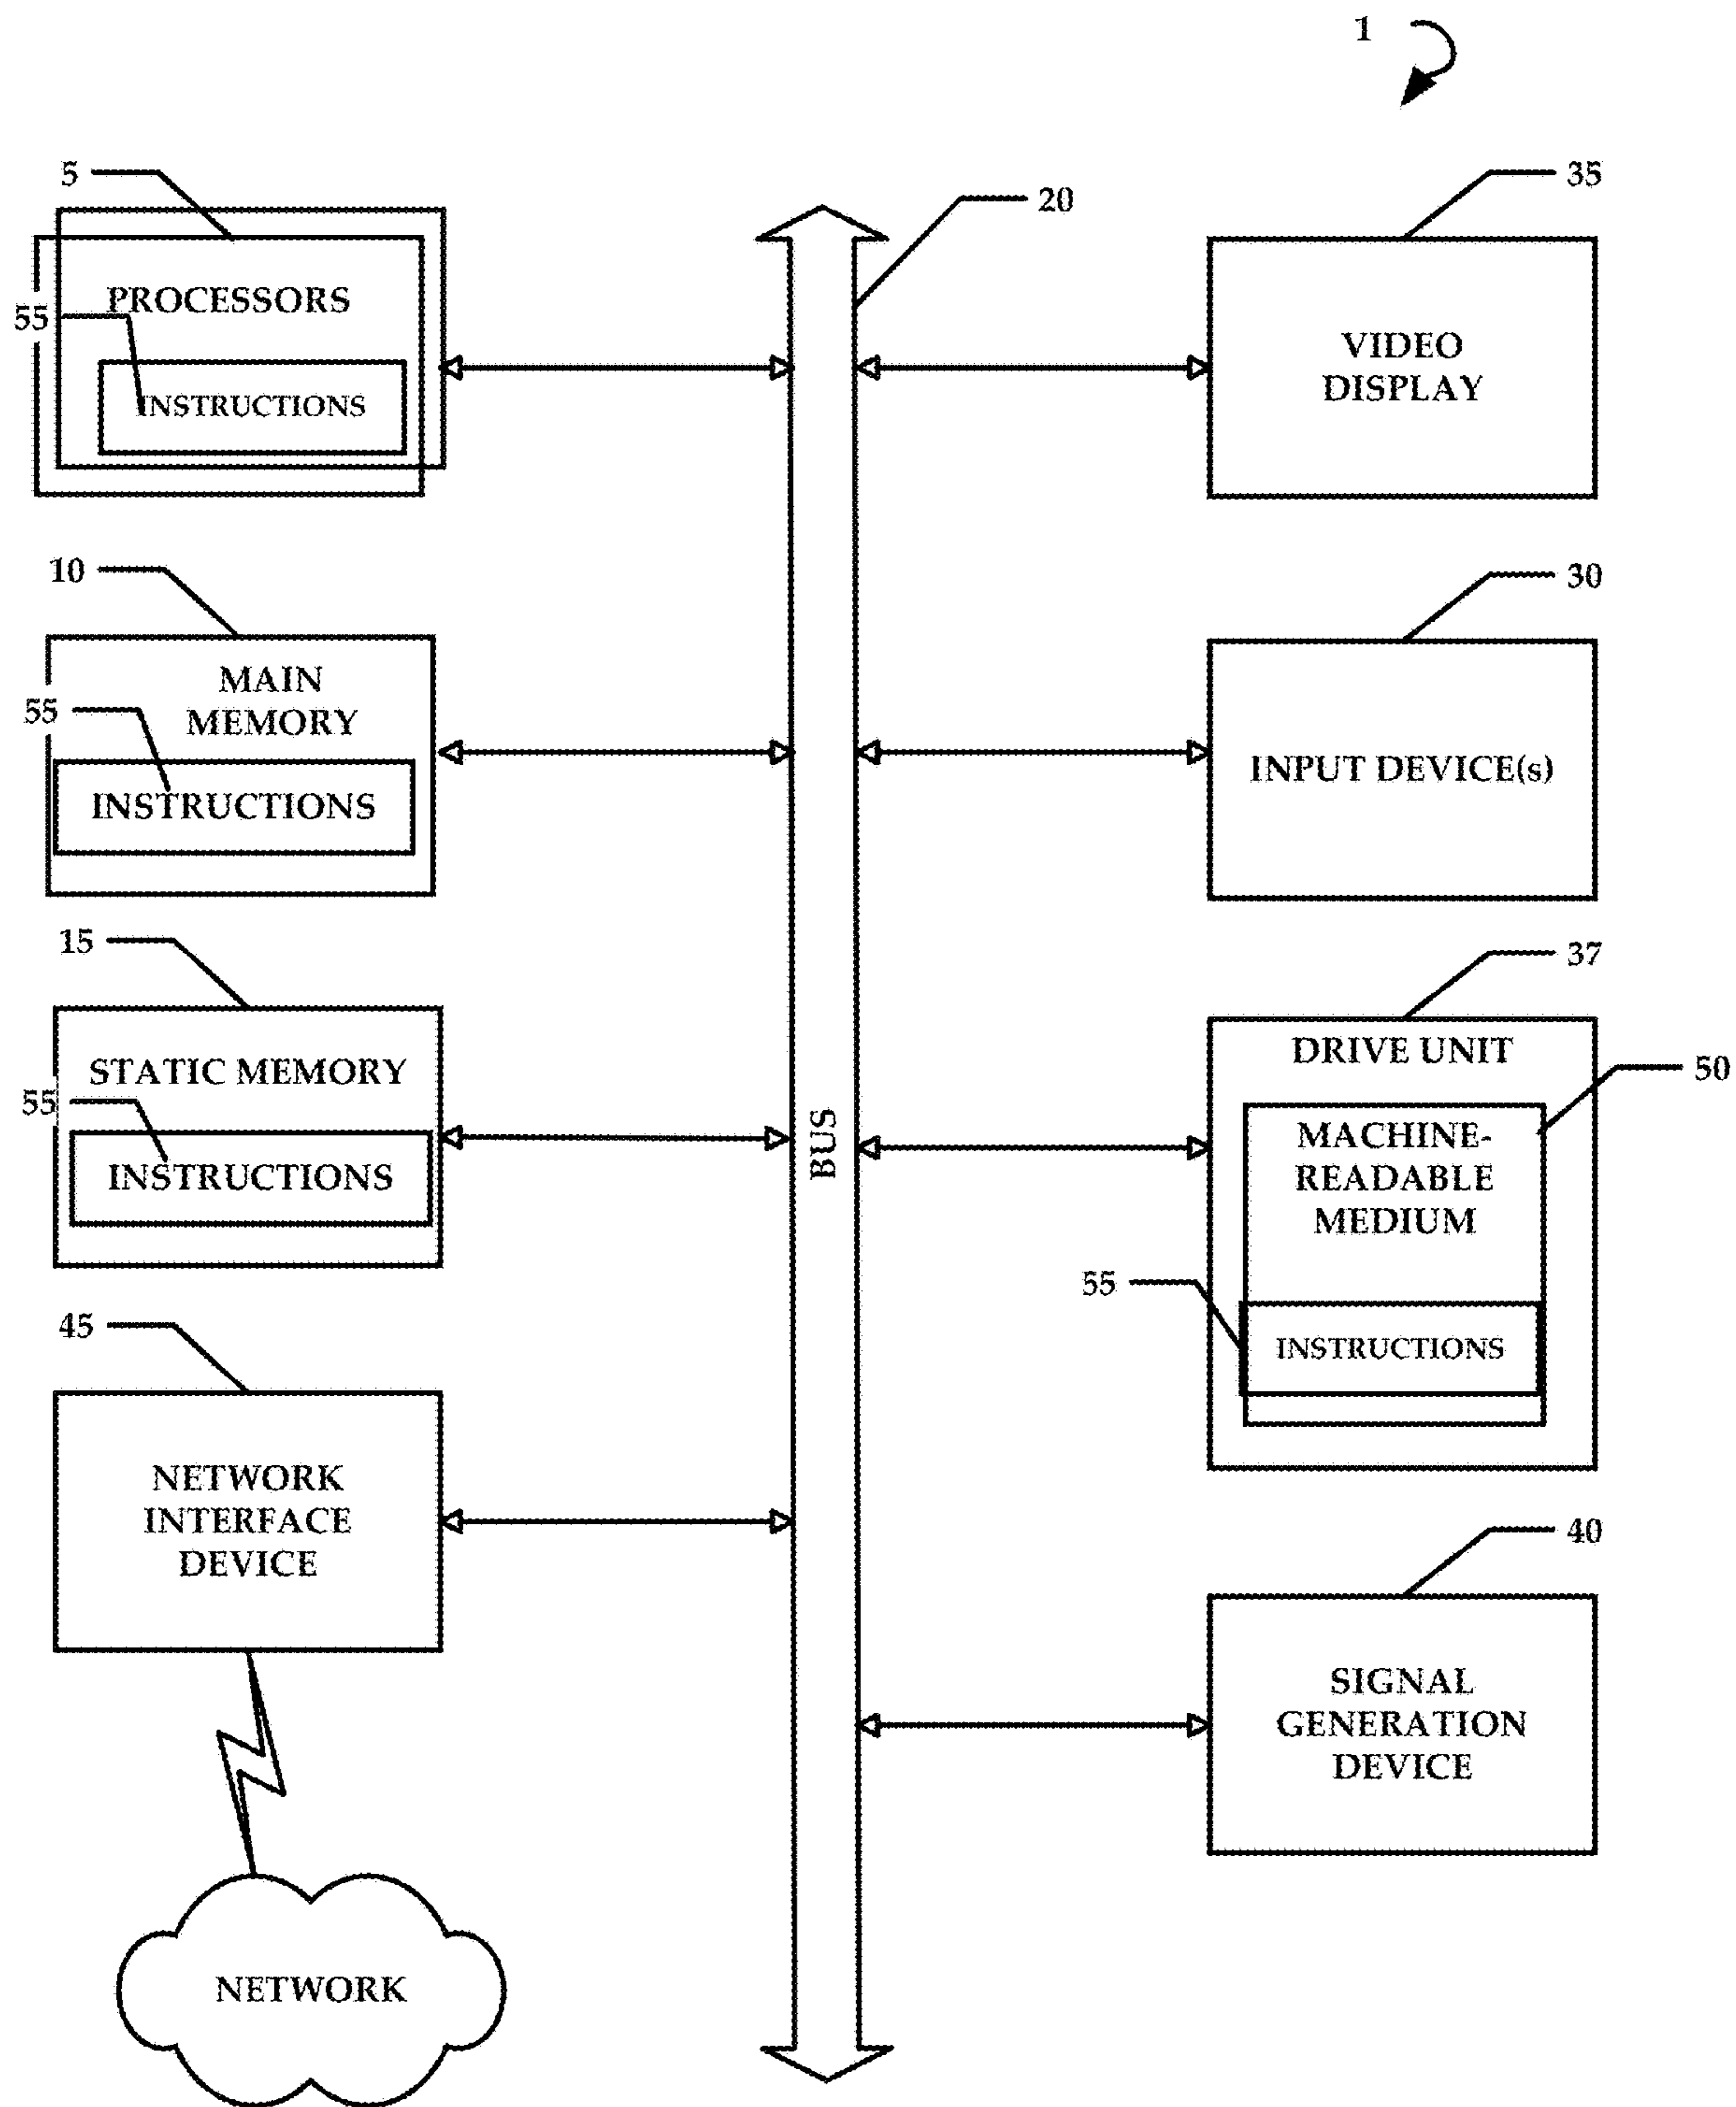 1
5
PROCESSORS
55
INSTRUCTIONS
10
MAIN
MEMORY
55
INSTRUCTIONS
15
STATIC MEMORY
55
INSTRUCTIONS
45
NETWORK
INTERFACE
DEVICE
NETWORK
20
BUS
35
VIDEO
DISPLAY
30
INPUT DEVICE(s)
37
DRIVE UNIT
50
MACHINE-
READABLE
MEDIUM
55
INSTRUCTIONS
40
SIGNAL
GENERATION
DEVICE